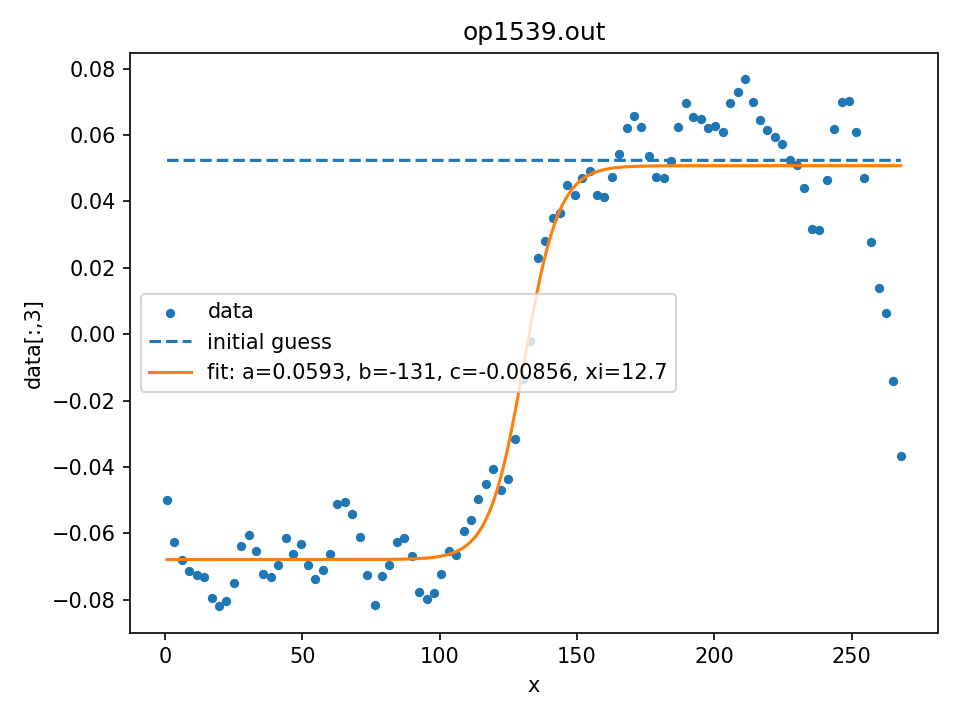 op1539.out
0.08
0.06
0.04
0.02
0.00
−0.02
−0.04
−0.06
−0.08
data[:,3]
data
initial guess
fit: a=0.0593, b=-131, c=-0.00856, xi=12.7
0 50 100 150 200 250
x